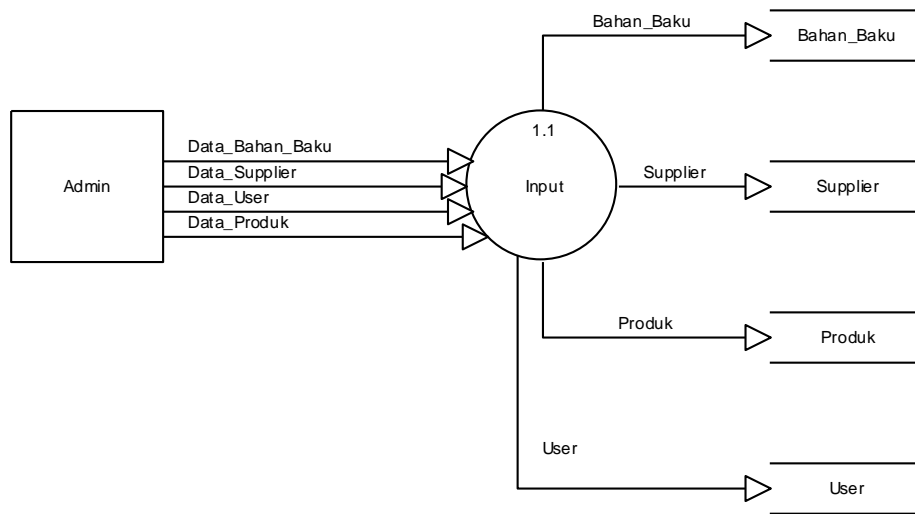 Bahan_Baku
Bahan_Baku
1.1
Data_Bahan_Baku
Admin
Data_Supplier
Input
Supplier
Supplier
Data_User
Data_Produk
Produk
Produk
User
User